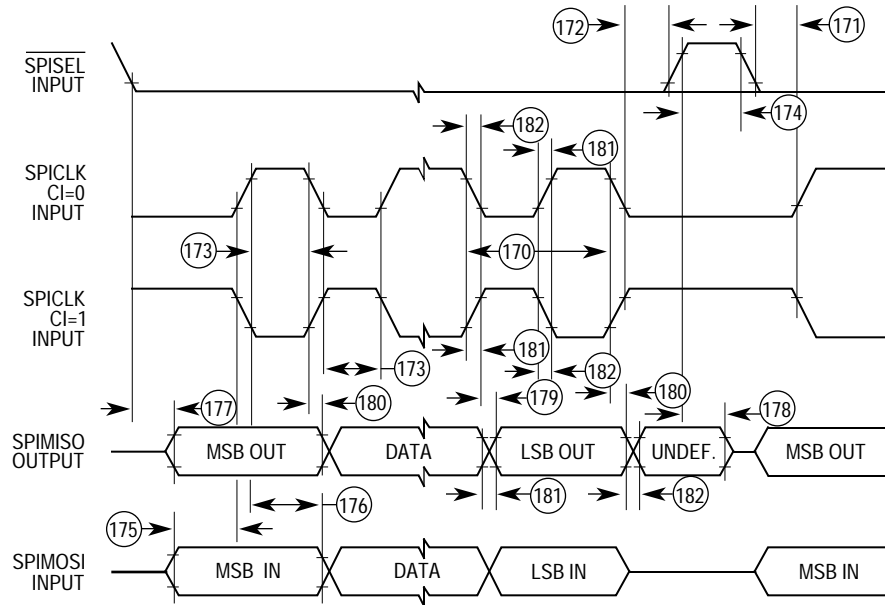 172
171
SPISEL
INPUT
174
182
181
SPICLK
CI=0
INPUT
173
170
SPICLK
CI=1
INPUT
181
173
182
177
180
179
180
178
SPIMISO
OUTPUT
MSB OUT
DATA
LSB OUT
UNDEF.
MSB OUT
181
182
176
175
SPIMOSI
INPUT
MSB IN
DATA
LSB IN
MSB IN